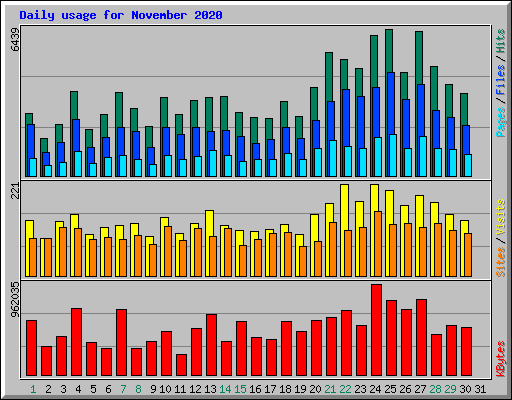 Daily usage for November 2020
6439
Pages / Files / Hits
221
Sites / Visits
962035
KBytes
1 2 3 4 5 6 7 8 9 10 11 12 13 14 15 16 17 18 19 20 21 22 23 24 25 26 27 28 29 30 31